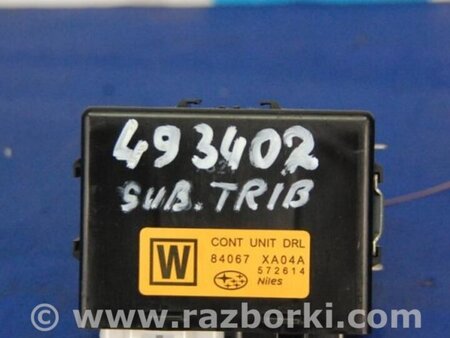 493402
SUB.TRIB
W
CONT UNIT DRL
84067 XA04A
572614
Niles
© www.razborki.com